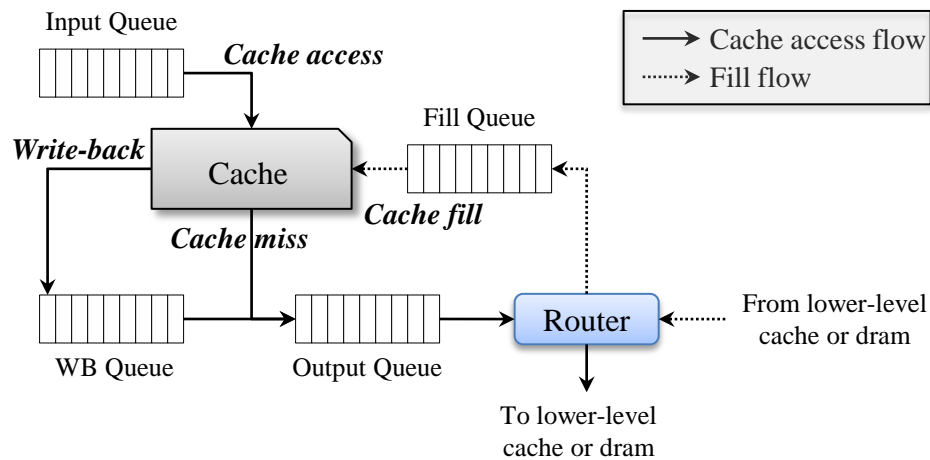 Input Queue
Cache access
Cache access flow
Fill flow
Fill Queue
Write-back
Cache
Cache fill
Cache miss
Router
From lower-level
cache or dram
WB Queue
Output Queue
To lower-level
cache or dram